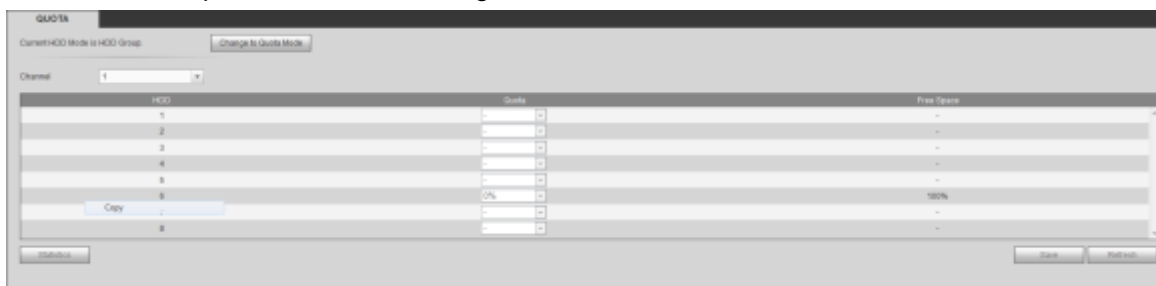 QUOTA
Current HDD Mode is HDD Group. Change to Quota Mode
Channel 1
HDD Quota Free Space
1 - -
2 - -
3 - -
4 - -
5 - -
6 0% 100%
Copy - -
8 - -
Statistics Save Refresh